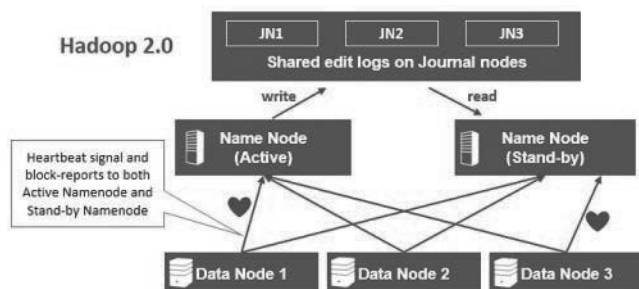 Hadoop 2.0
JN1
JN2
JN3
Shared edit logs on Journal nodes
write
read
Name Node
(Active)
Name Node
(Stand-by)
Heartbeat signal and
block-reports to both
Active Namenode and
Stand-by Namenode
Data Node 1
Data Node 2
Data Node 3